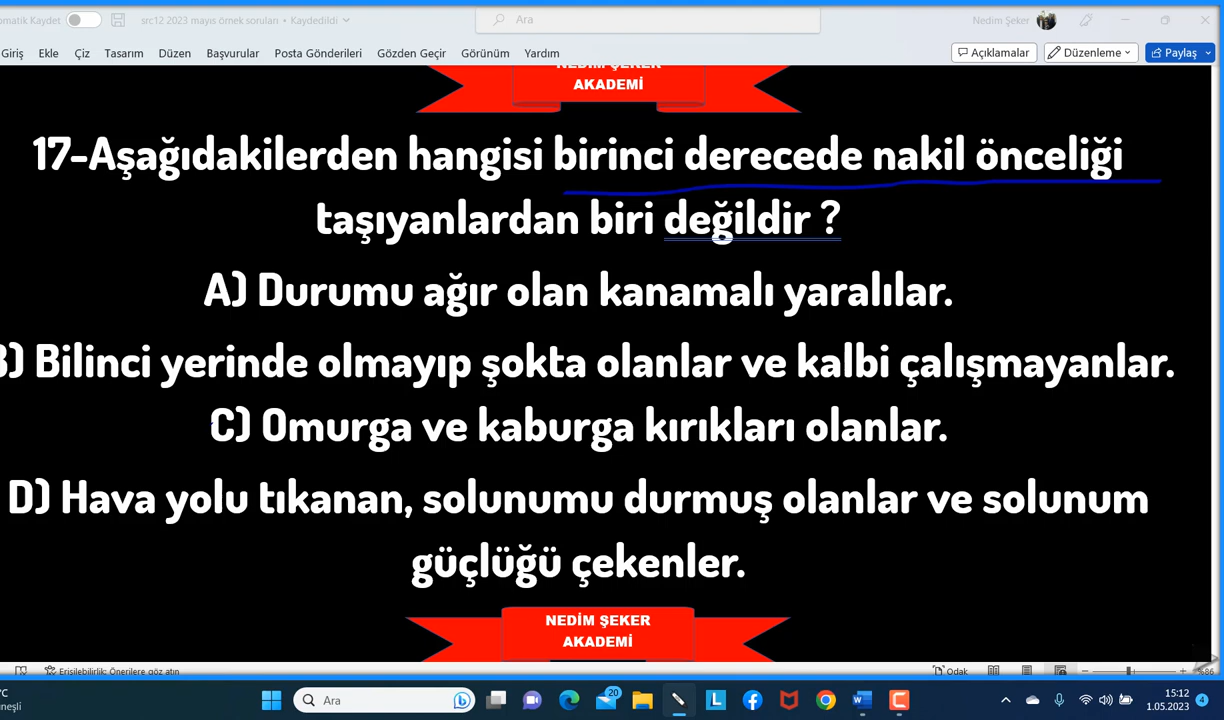 src12 2023 mayıs örnek soruları • Kaydedildi
Ara
Nedim Şeker
Giriş Ekle Çiz Tasarım Düzen Başvurular Posta Gönderileri Gözden Geçir Görünüm Yardım
Açıklamalar Düzenleme Paylaş
NEDİM ŞEKER
AKADEMİ
17-Aşağıdakilerden hangisi birinci derecede nakil önceliği
taşıyanlardan biri değildir ?
A) Durumu ağır olan kanamalı yaralılar.
B) Bilinci yerinde olmayıp şokta olanlar ve kalbi çalışmayanlar.
C) Omurga ve kaburga kırıkları olanlar.
D) Hava yolu tıkanan, solunumu durmuş olanlar ve solunum
güçlüğü çekenler.
NEDİM ŞEKER
AKADEMİ
Erişilebilirlik: Önerilere göz atın
Odak
%86
Ara
20
15:12
1.05.2023
4